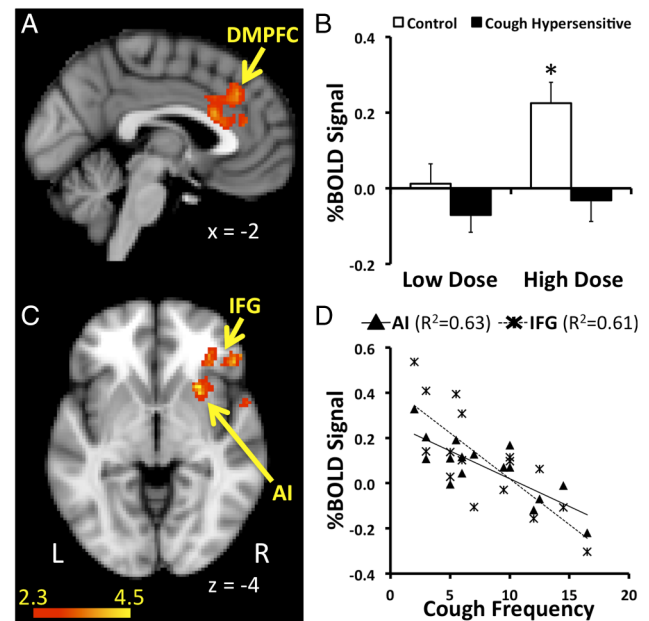 A
DMPFC
x = -2
B
Control Cough Hypersensitive
%BOLD Signal
0.4
0.2
0.0
-0.2
*
Low Dose High Dose
C
IFG
AI
L R
2.3 4.5
z = -4
D
AI (R²=0.63) IFG (R²=0.61)
%BOLD Signal
0.6
0.4
0.2
0.0
-0.2
-0.4
0 5 10 15 20
Cough Frequency